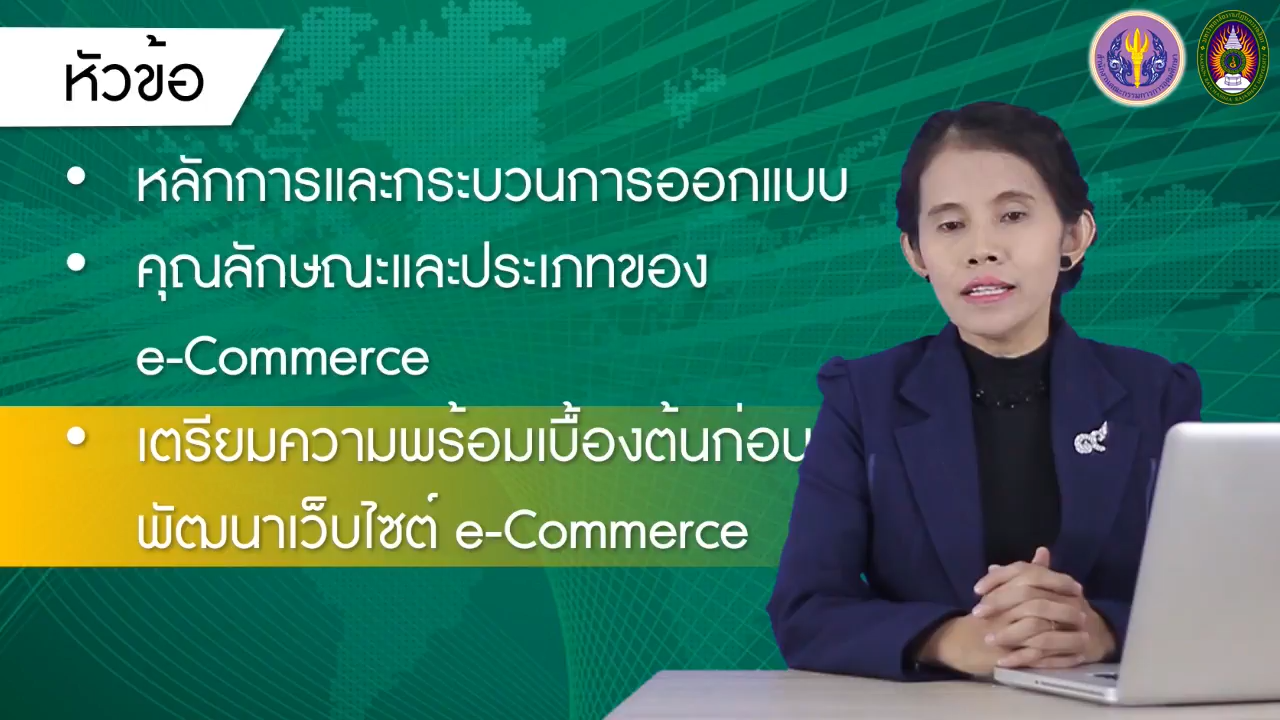 หัวข้อ
• หลักการและกระบวนการออกแบบ
• คุณลักษณะและประเภทของ
e-Commerce
• เตรียมความพร้อมเบื้องต้นก่อน
พัฒนาเว็บไซต์ e-Commerce